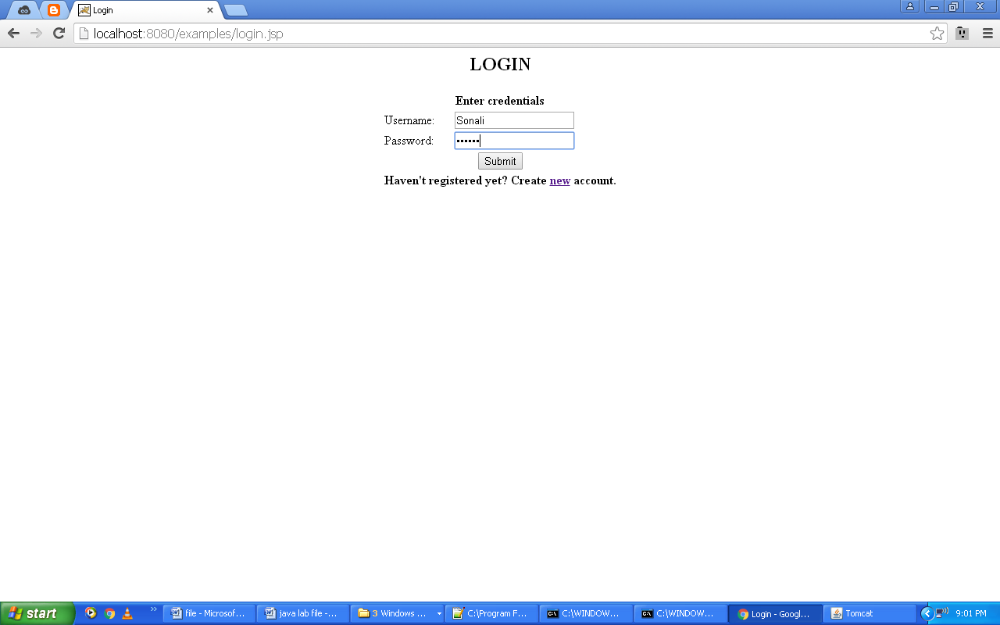 Login
localhost:8080/examples/login.jsp
LOGIN
Enter credentials
Username: Sonali
Password: ••••••
Submit
Haven't registered yet? Create new account.
start
file - Microsof...
java lab file -...
3 Windows ...
C:\Program F...
C:\WINDOW...
C:\WINDOW...
Login - Googl...
Tomcat
9:01 PM